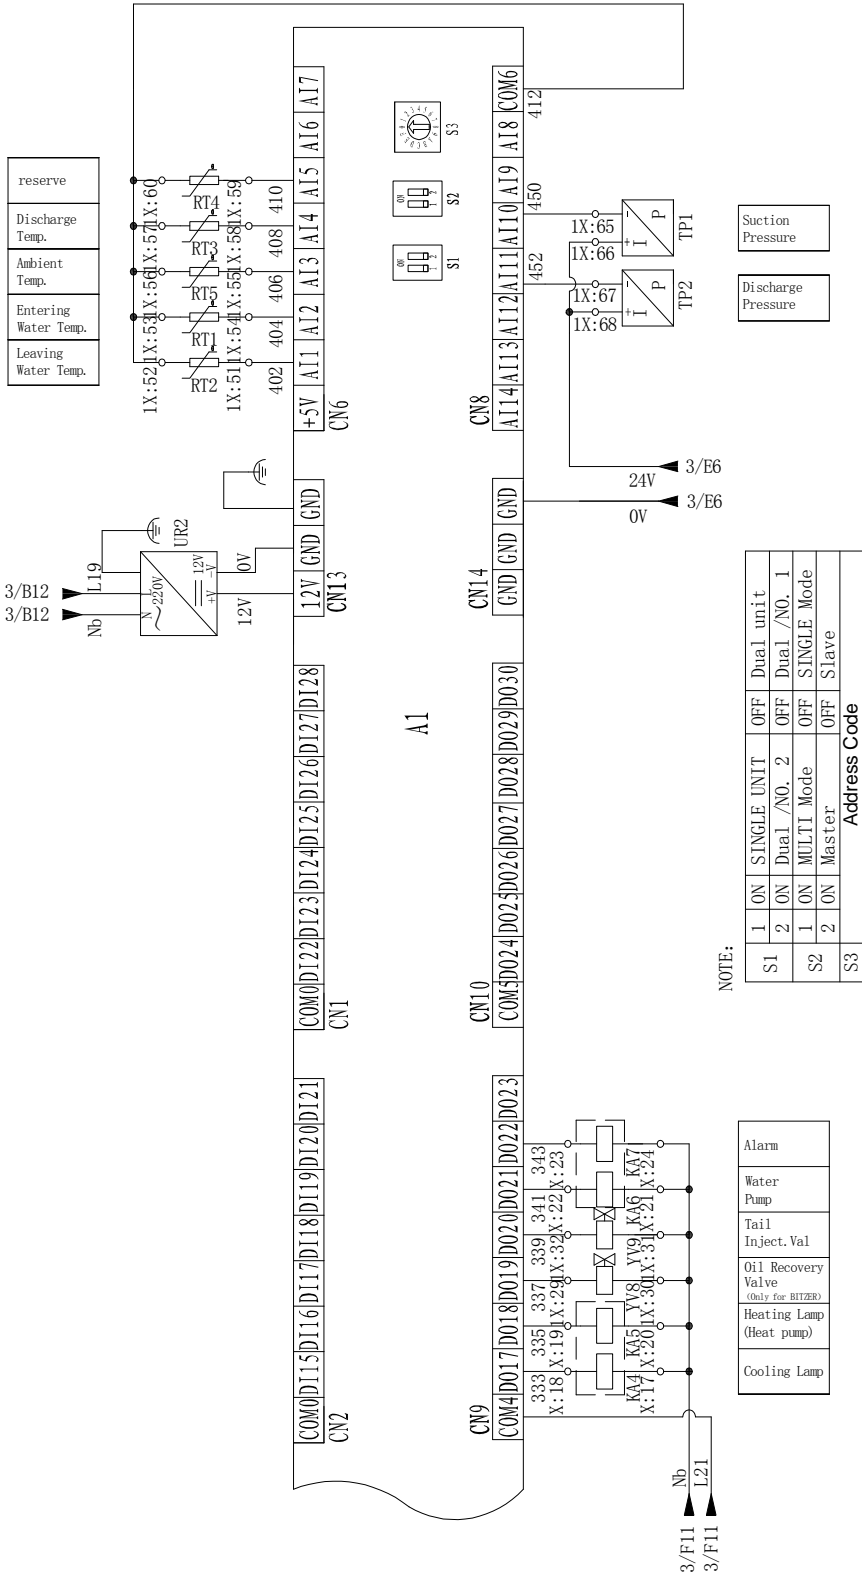 reserve
Discharge
Temp.
Ambient
Temp.
Entering
Water Temp.
Leaving
Water Temp.
1X:60
1X:57
1X:56
1X:53
1X:52
RT4
RT3
RT5
RT1
RT2
1X:59
1X:58
1X:55
1X:54
1X:51
410
408
406
404
402
AI7
AI6
AI5
AI4
AI3
AI2
AI1
+5V
CN6
S3
ON
1 2
S2
ON
1 2
S1
COM6
AI8
AI9
AI10
AI11
AI12
AI13
AI14
CN8
412
450
452
1X:65
1X:66
1X:67
1X:68
- P
+ I
TP1
- P
+ I
TP2
Suction
Pressure
Discharge
Pressure
24V
3/E6
0V
3/E6
3/B12
L19
3/B12
Nb
UR2
L
N
~220V
12V
-V
+V
0V
12V
GND
GND
12V
CN13
GND
GND
GND
CN14
A1
DI28
DI27
DI26
DI25
DI24
DI23
DI22
COM0
CN1
DO30
DO29
DO28
DO27
DO26
DO25
DO24
COM5
CN10
NOTE:
S1 1 ON SINGLE UNIT OFF Dual unit
2 ON Dual /NO. 2 OFF Dual /NO. 1
S2 1 ON MULTI Mode OFF SINGLE Mode
2 ON Master OFF Slave
S3 Address Code
DI21
DI20
DI19
DI18
DI17
DI16
DI15
COM0
CN2
DO23
DO22
DO21
DO20
DO19
DO18
DO17
COM4
CN9
343
341
339
337
335
333
X:23
X:22
1X:32
1X:29
X:19
X:18
KA7
KA6
YV9
YV8
KA5
KA4
X:24
X:21
1X:31
1X:30
X:20
X:17
Alarm
Water
Pump
Tail
Inject.Val
Oil Recovery
Valve
(Only for BITZER)
Heating Lamp
(Heat pump)
Cooling Lamp
Nb
L21
3/F11
3/F11